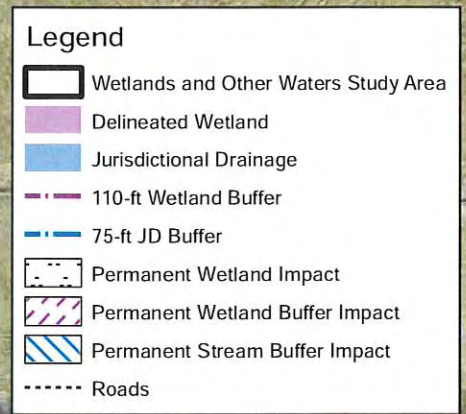 Legend
Wetlands and Other Waters Study Area
Delineated Wetland
Jurisdictional Drainage
110-ft Wetland Buffer
75-ft JD Buffer
Permanent Wetland Impact
Permanent Wetland Buffer Impact
Permanent Stream Buffer Impact
Roads